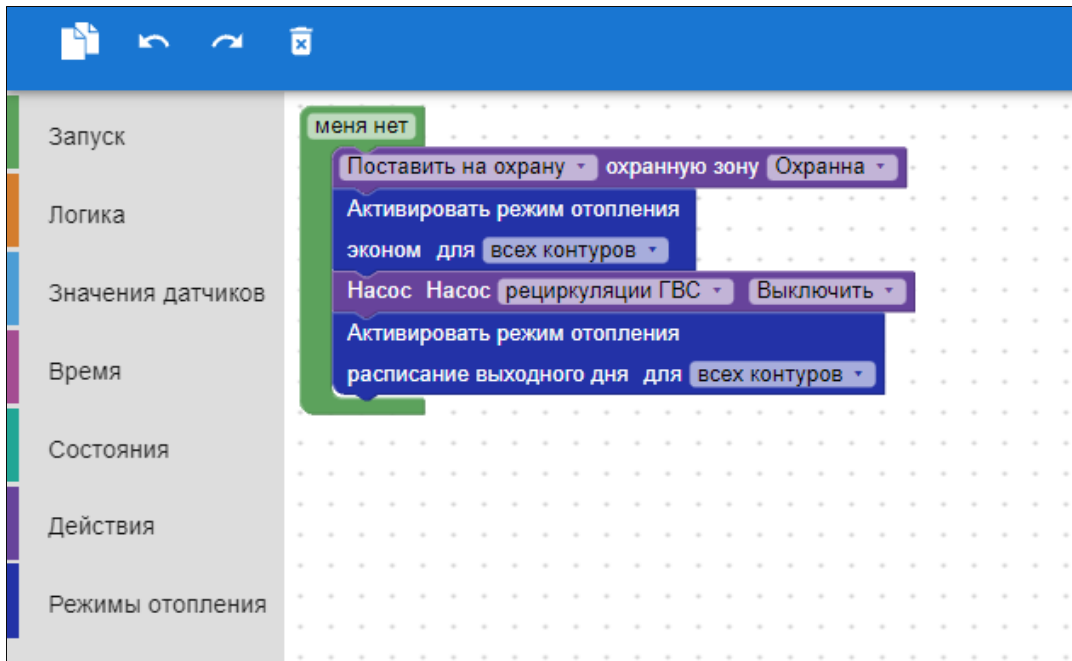 Запуск
Логика
Значения датчиков
Время
Состояния
Действия
Режимы отопления
меня нет
Поставить на охрану охранную зону Охранна
Активировать режим отопления
эконом для всех контуров
Насос Насос рециркуляции ГВС Выключить
Активировать режим отопления
расписание выходного дня для всех контуров